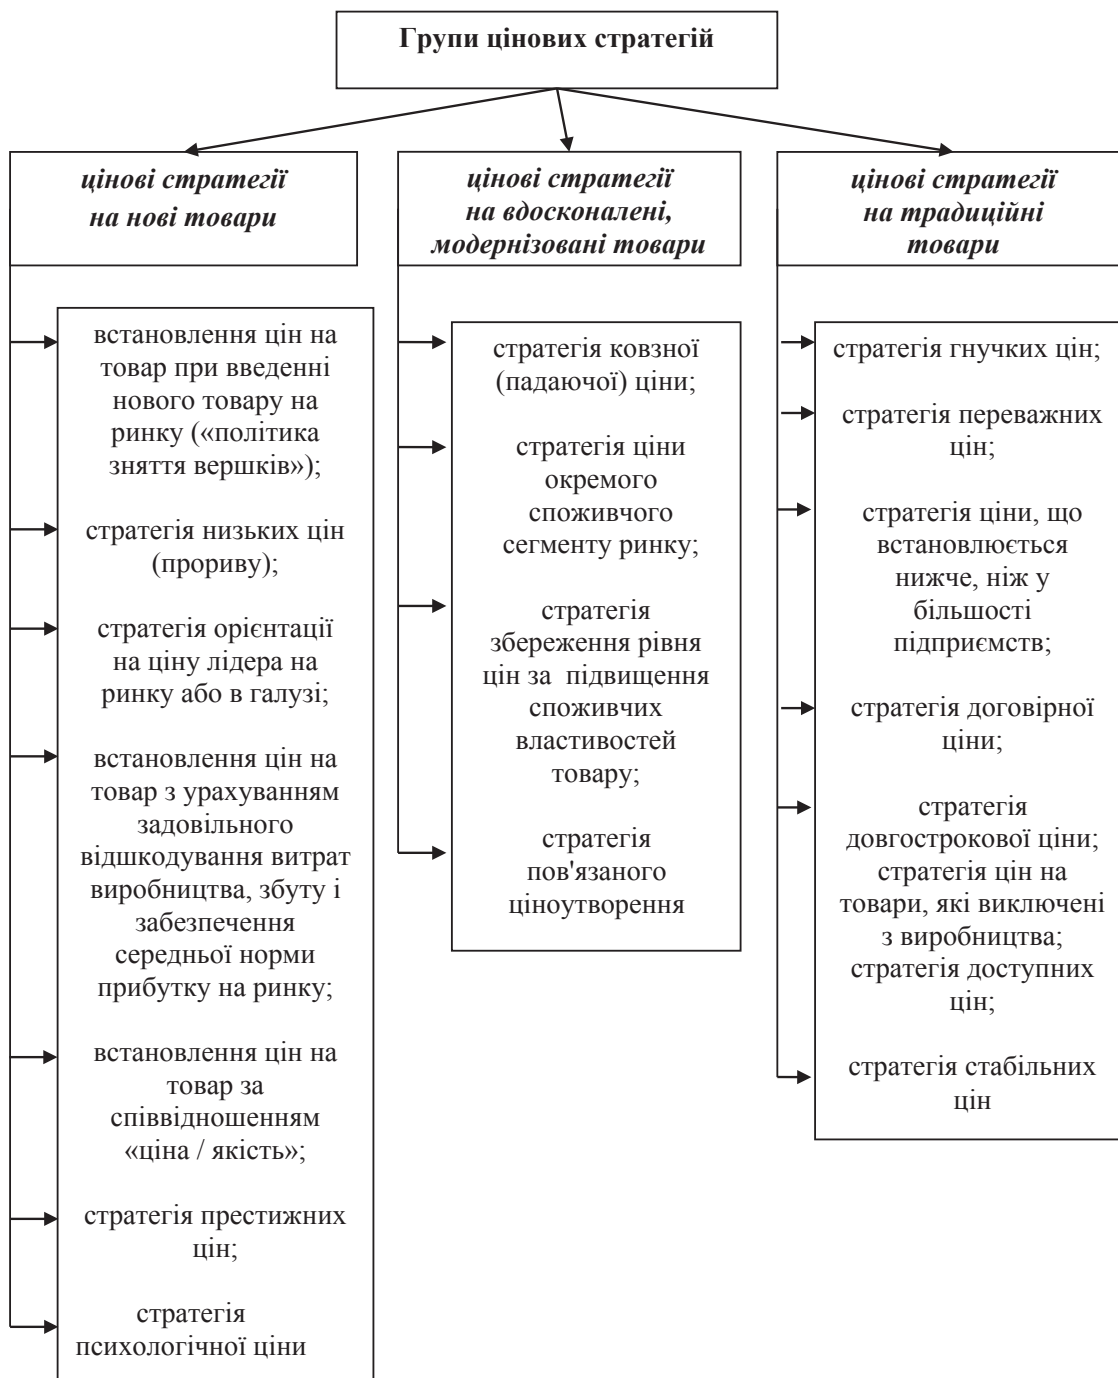 Групи цінових стратегій
цінові стратегії
на нові товари
встановлення цін на
товар при введенні
нового товару на
ринку («політика
зняття вершків»);
стратегія низьких цін
(прориву);
стратегія орієнтації
на ціну лідера на
ринку або в галузі;
встановлення цін на
товар з урахуванням
задовільного
відшкодування витрат
виробництва, збуту і
забезпечення
середньої норми
прибутку на ринку;
встановлення цін на
товар за
співвідношенням
«ціна / якість»;
стратегія престижних
цін;
стратегія
психологічної ціни
цінові стратегії
на вдосконалені,
модернізовані товари
стратегія ковзної
(падаючої) ціни;
стратегія ціни
окремого
споживчого
сегменту ринку;
стратегія
збереження рівня
цін за підвищення
споживчих
властивостей
товару;
стратегія
пов'язаного
ціноутворення
цінові стратегії
на традиційні
товари
стратегія гнучких цін;
стратегія переважних
цін;
стратегія ціни, що
встановлюється
нижче, ніж у
більшості
підприємств;
стратегія договірної
ціни;
стратегія
довгострокової ціни;
стратегія цін на
товари, які виключені
з виробництва;
стратегія доступних
цін;
стратегія стабільних
цін